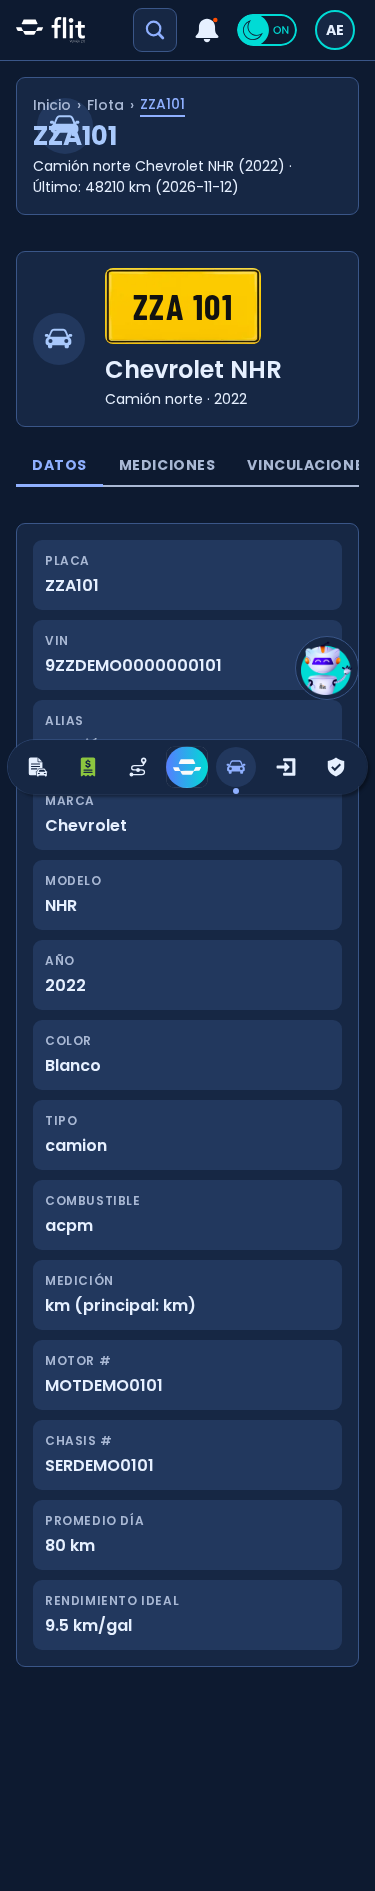 flit
ON
AE
Inicio › Flota › ZZA101
ZZA101
Camión norte Chevrolet NHR (2022) ·
Último: 48210 km (2026-11-12)
ZZA 101
Chevrolet NHR
Camión norte · 2022
DATOS MEDICIONES VINCULACIONE
PLACA
ZZA101
VIN
9ZZDEMO0000000101
ALIAS
MARCA
Chevrolet
MODELO
NHR
AÑO
2022
COLOR
Blanco
TIPO
camion
COMBUSTIBLE
acpm
MEDICIÓN
km (principal: km)
MOTOR #
MOTDEMO0101
CHASIS #
SERDEMO0101
PROMEDIO DÍA
80 km
RENDIMIENTO IDEAL
9.5 km/gal